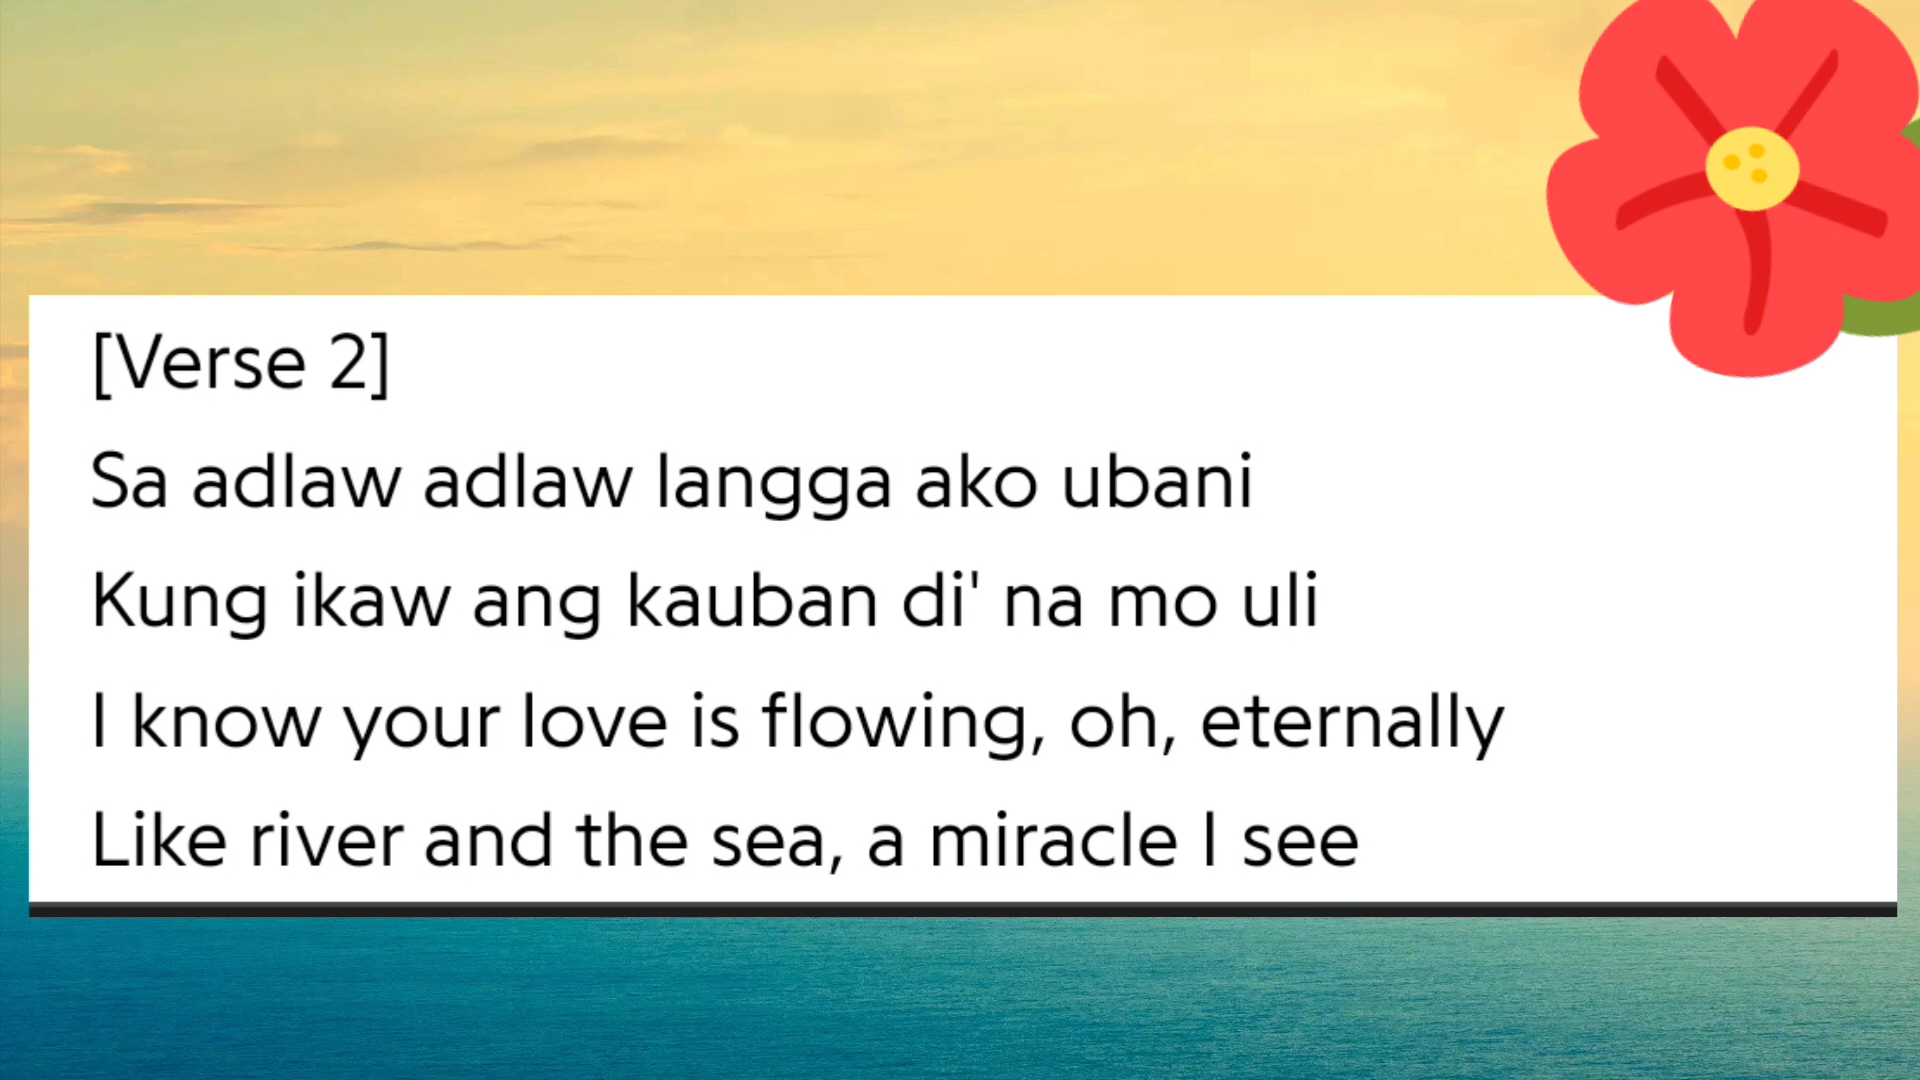 [Verse 2]
Sa adlaw adlaw langga ako ubani
Kung ikaw ang kauban di' na mo uli
I know your love is flowing, oh, eternally
Like river and the sea, a miracle I see